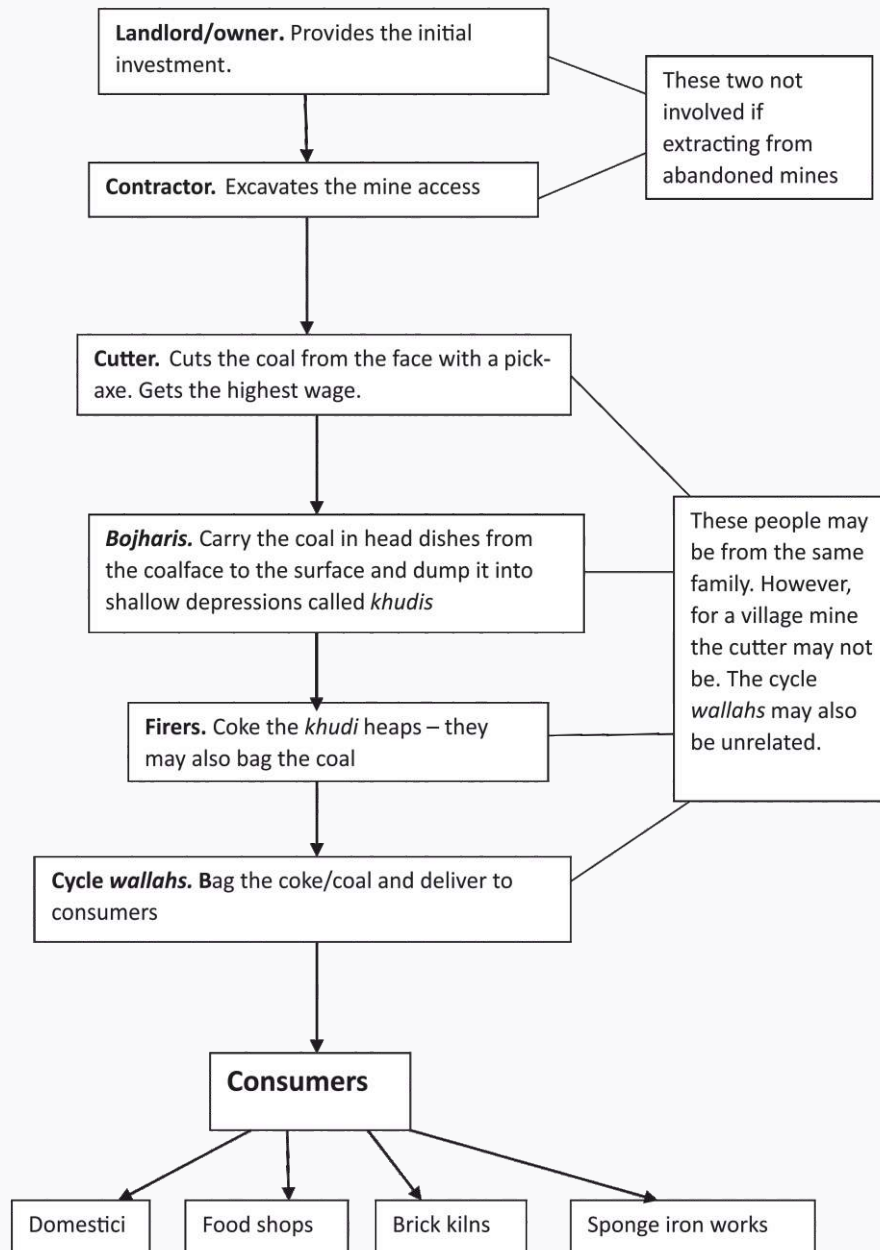 Landlord/owner. Provides the initial
investment.
These two not
involved if
extracting from
abandoned mines
Contractor. Excavates the mine access
Cutter. Cuts the coal from the face with a pick-
axe. Gets the highest wage.
Bojharis. Carry the coal in head dishes from
the coalface to the surface and dump it into
shallow depressions called khudis
These people may
be from the same
family. However,
for a village mine
the cutter may not
be. The cycle
wallahs may also
be unrelated.
Firers. Coke the khudi heaps – they
may also bag the coal
Cycle wallahs. Bag the coke/coal and deliver to
consumers
Consumers
Domestici
Food shops
Brick kilns
Sponge iron works